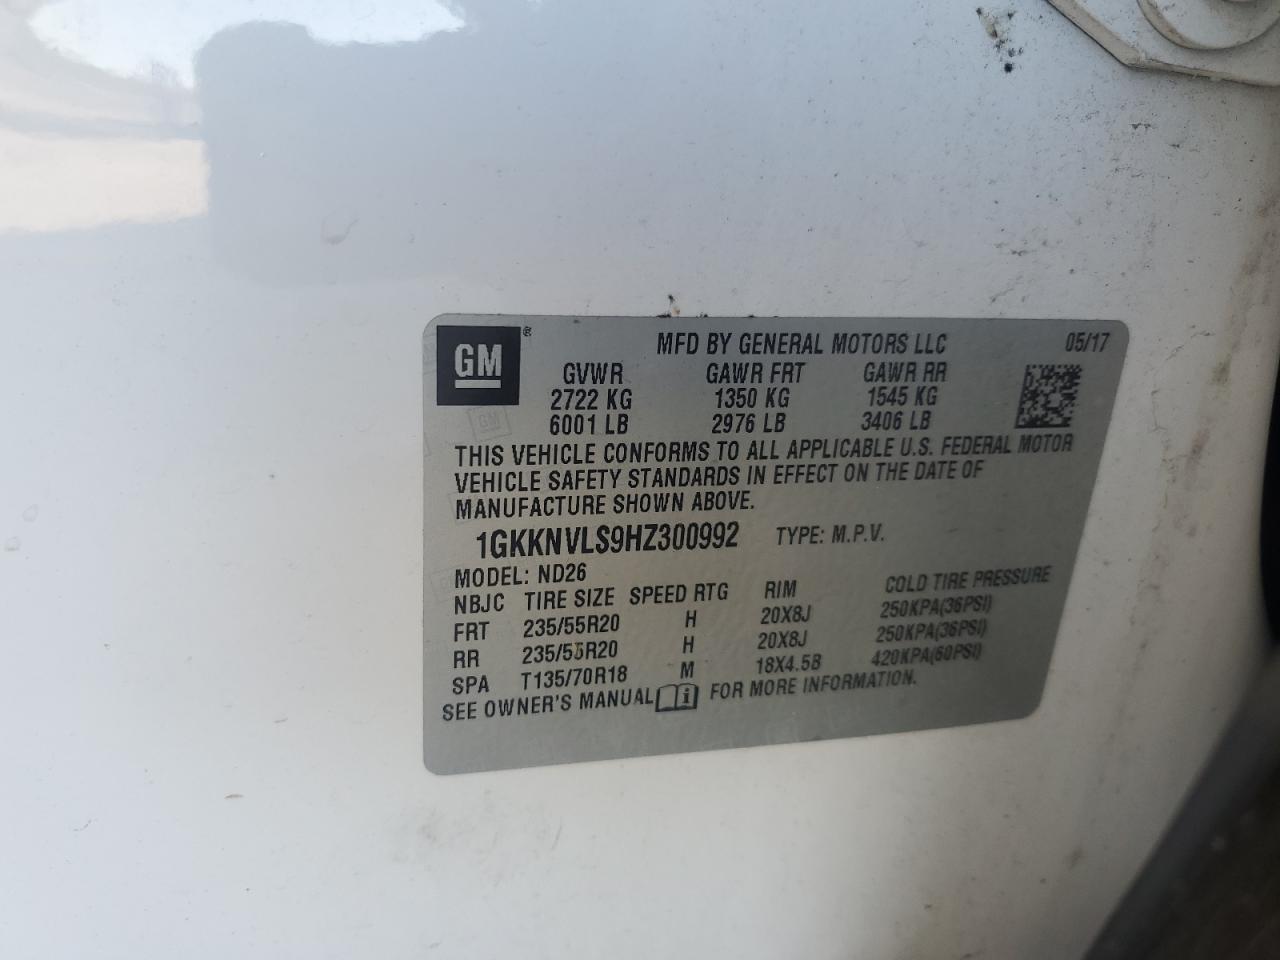 GM ® MFD BY GENERAL MOTORS LLC 05/17
GVWR GAWR FRT GAWR RR
2722 KG 1350 KG 1545 KG
6001 LB 2976 LB 3406 LB
THIS VEHICLE CONFORMS TO ALL APPLICABLE U.S. FEDERAL MOTOR
VEHICLE SAFETY STANDARDS IN EFFECT ON THE DATE OF
MANUFACTURE SHOWN ABOVE.
1GKKNVLS9HZ300992 TYPE: M.P.V.
MODEL: ND26
NBJC TIRE SIZE SPEED RTG RIM COLD TIRE PRESSURE
FRT 235/55R20 H 20X8J 250KPA(36PSI)
RR 235/55R20 H 20X8J 250KPA(36PSI)
SPA T135/70R18 M 18X4.5B 420KPA(60PSI)
SEE OWNER'S MANUAL i FOR MORE INFORMATION.